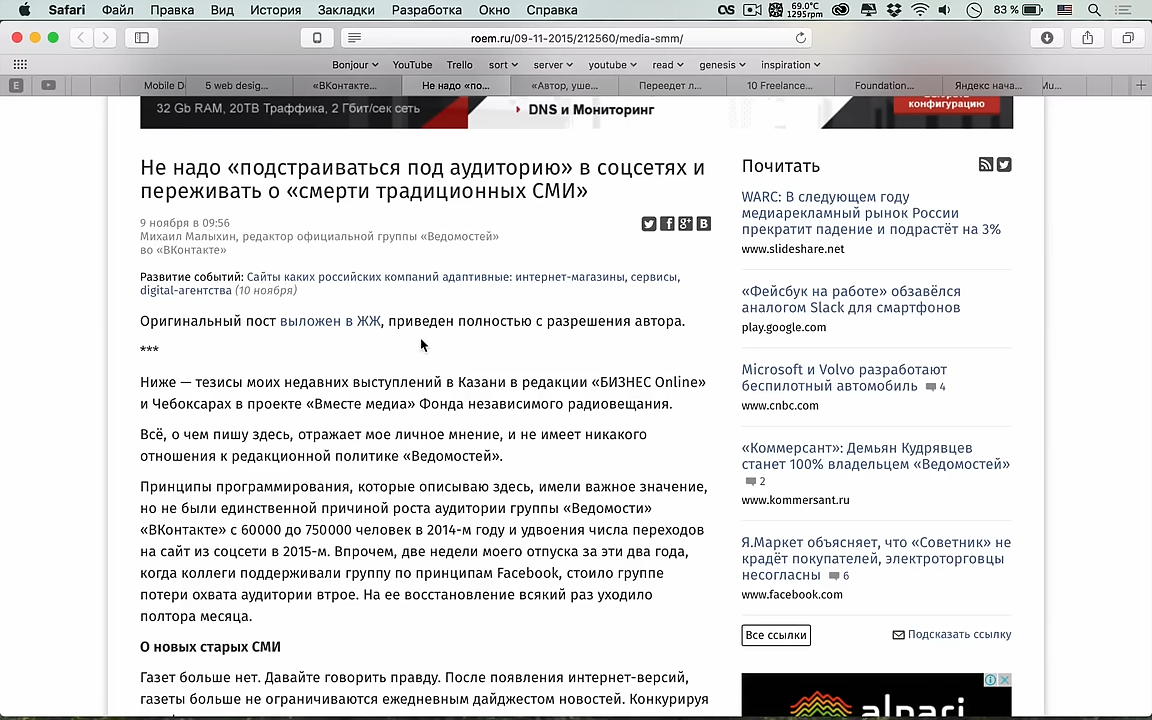 Safari Файл Правка Вид История Закладки Разработка Окно Справка
69.0°C
1295rpm
83 %
roem.ru/09-11-2015/212560/media-smm/
Bonjour YouTube Trello sort server youtube read genesis inspiration
E Mobile D 5 web desig... «ВКонтакте... Не надо «по... «Автор, уше... Переедет л... 10 Freelance... Foundation... Яндекс нача... Mu...
32 Gb RAM, 20TB Траффика, 2 Гбит/сек сеть
DNS и Мониторинг
конфигурацию
Не надо «подстраиваться под аудиторию» в соцсетях и
переживать о «смерти традиционных СМИ»
9 ноября в 09:56
Михаил Малыхин, редактор официальной группы «Ведомостей»
во «ВКонтакте»
Развитие событий: Сайты каких российских компаний адаптивные: интернет-магазины, сервисы,
digital-агентства (10 ноября)
Оригинальный пост выложен в ЖЖ, приведен полностью с разрешения автора.
***
Ниже — тезисы моих недавних выступлений в Казани в редакции «БИЗНЕС Online»
и Чебоксарах в проекте «Вместе медиа» Фонда независимого радиовещания.
Всё, о чем пишу здесь, отражает мое личное мнение, и не имеет никакого
отношения к редакционной политике «Ведомостей».
Принципы программирования, которые описываю здесь, имели важное значение,
но не были единственной причиной роста аудитории группы «Ведомости»
«ВКонтакте» с 60000 до 750000 человек в 2014-м году и удвоения числа переходов
на сайт из соцсети в 2015-м. Впрочем, две недели моего отпуска за эти два года,
когда коллеги поддерживали группу по принципам Facebook, стоило группе
потери охвата аудитории втрое. На ее восстановление всякий раз уходило
полтора месяца.
О новых старых СМИ
Газет больше нет. Давайте говорить правду. После появления интернет-версий,
газеты больше не ограничиваются ежедневным дайджестом новостей. Конкурируя
Почитать
WARC: В следующем году
медиарекламный рынок России
прекратит падение и подрастёт на 3%
www.slideshare.net
«Фейсбук на работе» обзавёлся
аналогом Slack для смартфонов
play.google.com
Microsoft и Volvo разработают
беспилотный автомобиль 4
www.cnbc.com
«Коммерсант»: Демьян Кудрявцев
станет 100% владельцем «Ведомостей»
2
www.kommersant.ru
Я.Маркет объясняет, что «Советник» не
крадёт покупателей, электроторговцы
несогласны 6
www.facebook.com
Все ссылки Подсказать ссылку
alpari